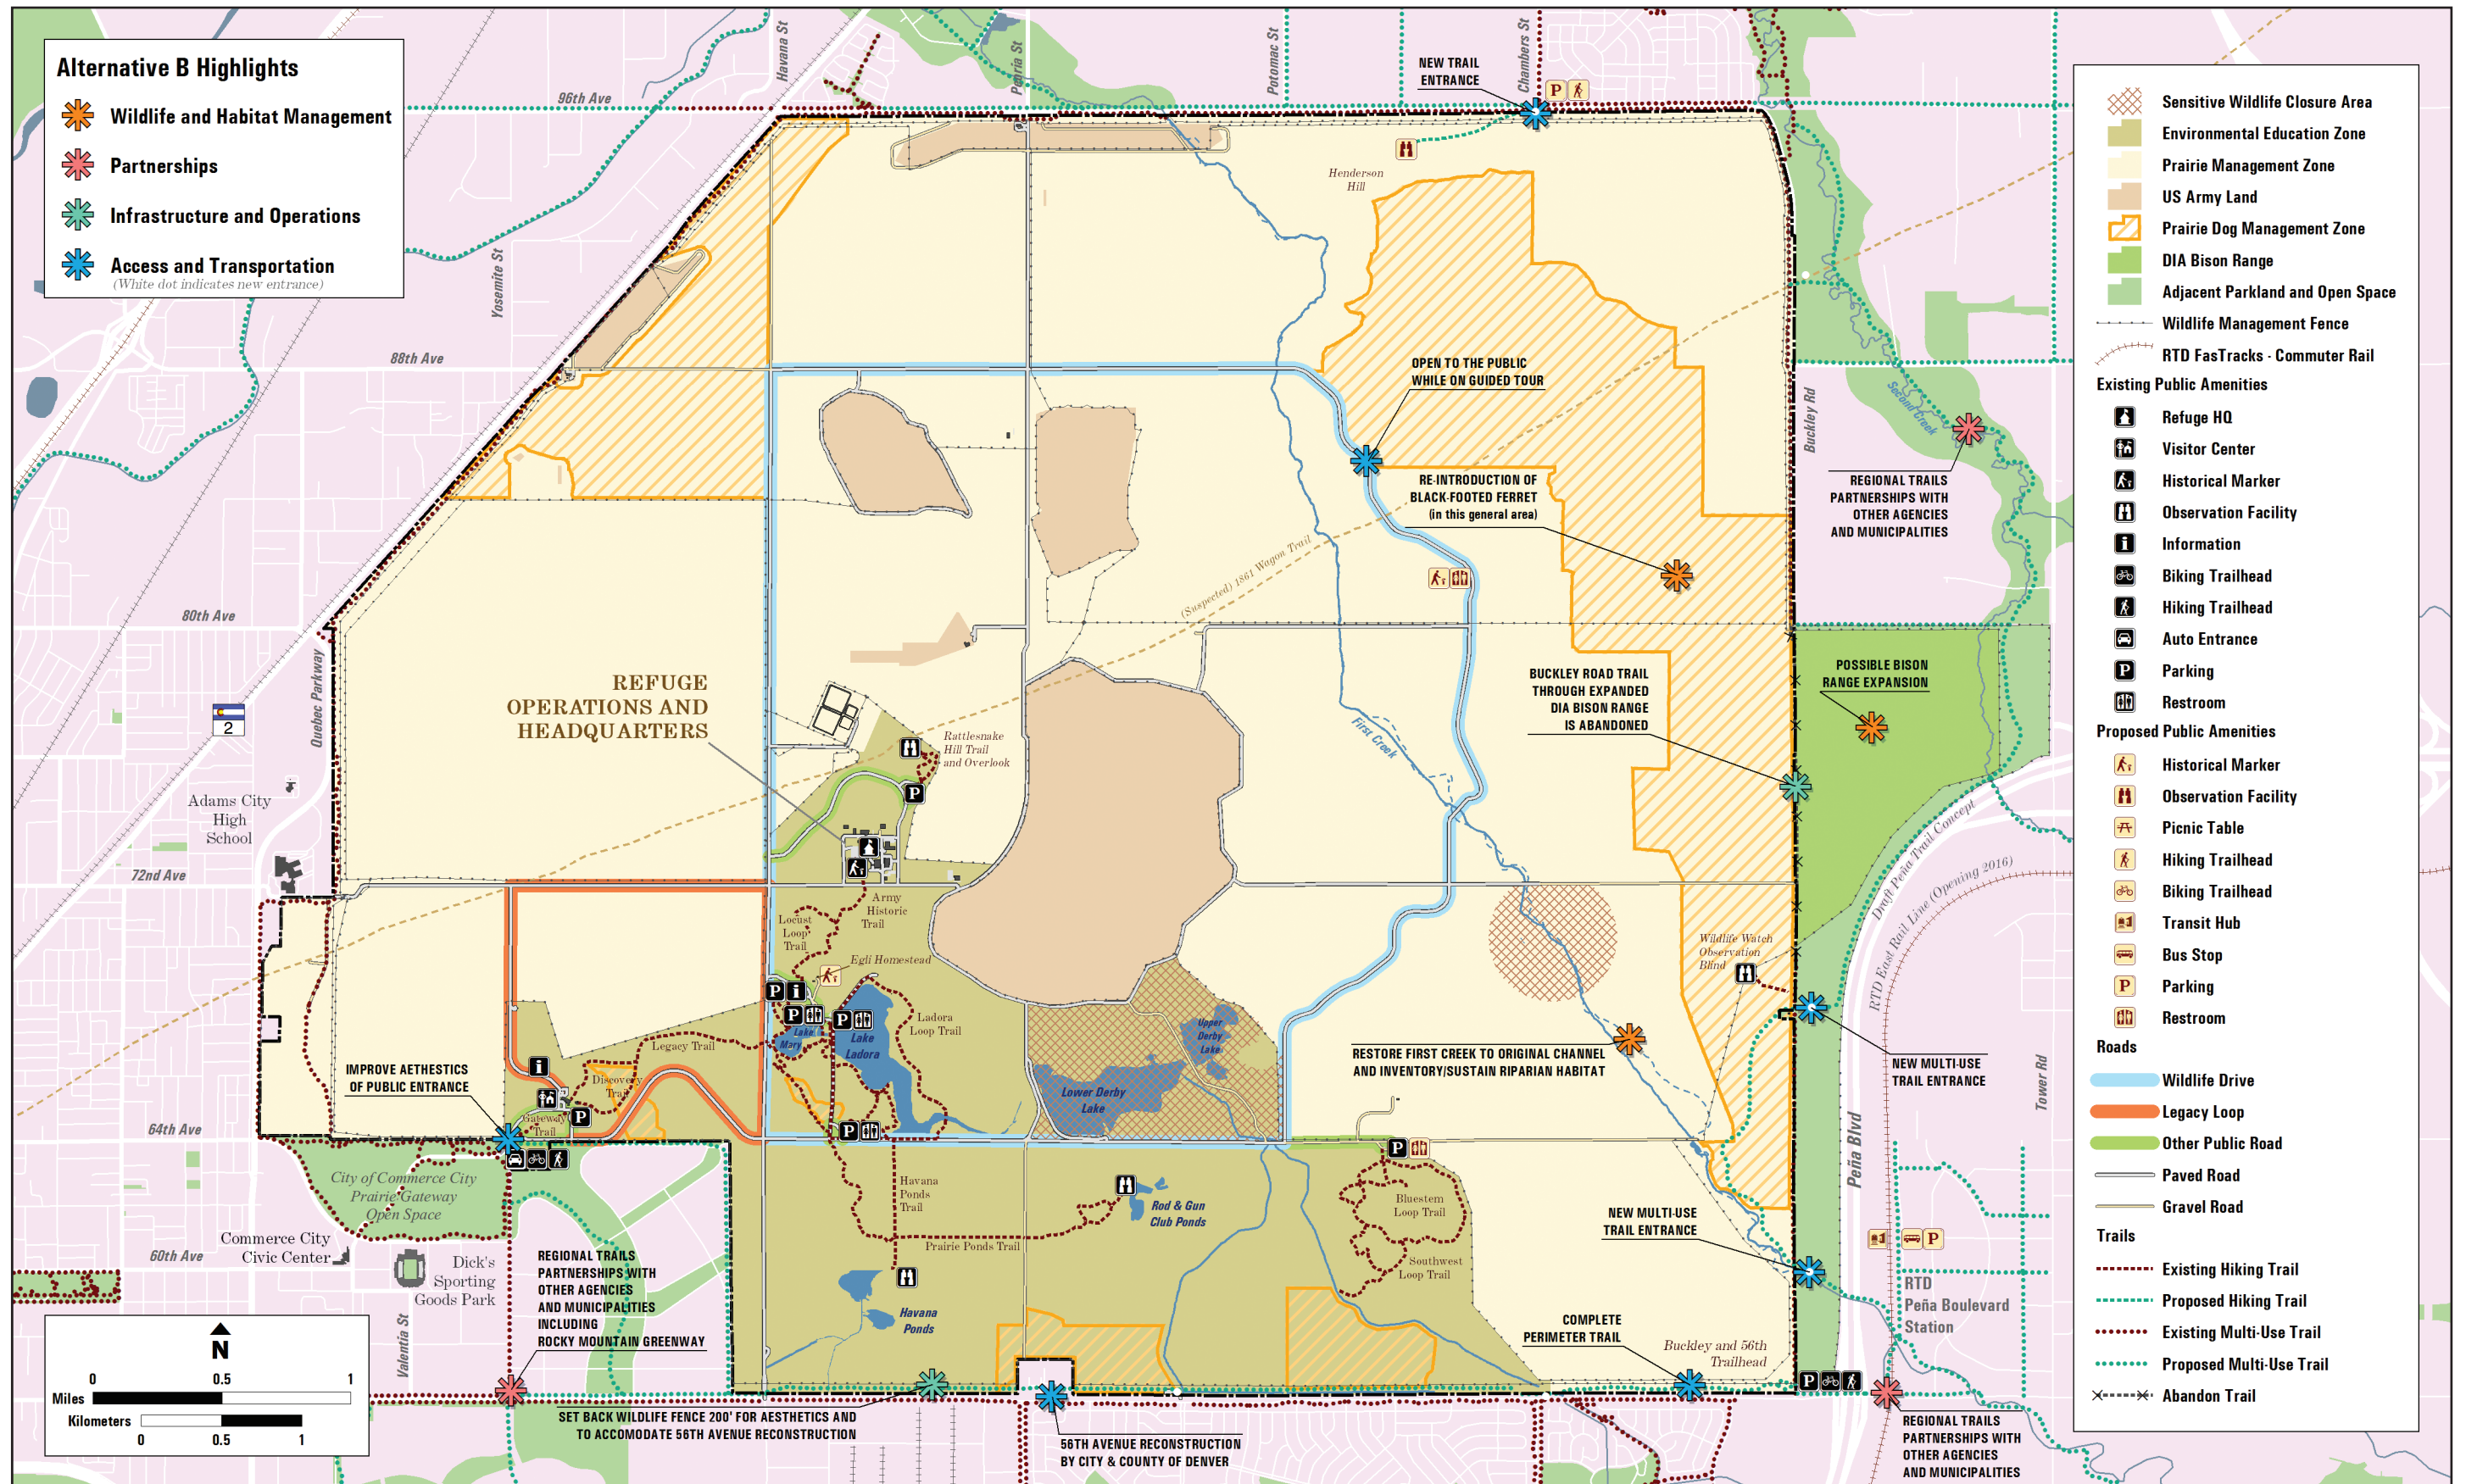 Alternative B Highlights
Wildlife and Habitat Management
Partnerships
Infrastructure and Operations
Access and Transportation
(White dot indicates new entrance)
96th Ave
Havana St
Peoria St
Potomac St
Chambers St
NEW TRAIL
ENTRANCE
P
Henderson
Hill
Yosemite St
88th Ave
OPEN TO THE PUBLIC
WHILE ON GUIDED TOUR
Buckley Rd
Second Creek
RE-INTRODUCTION OF
BLACK-FOOTED FERRET
(in this general area)
REGIONAL TRAILS
PARTNERSHIPS WITH
OTHER AGENCIES
AND MUNICIPALITIES
(Suspected) 1861 Wagon Trail
80th Ave
Quebec Parkway
2
REFUGE
OPERATIONS AND
HEADQUARTERS
BUCKLEY ROAD TRAIL
THROUGH EXPANDED
DIA BISON RANGE
IS ABANDONED
POSSIBLE BISON
RANGE EXPANSION
Rattlesnake
Hill Trail
and Overlook
P
First Creek
Adams City
High
School
72nd Ave
Draft Peña Trail Concept
RTD East Rail Line (Opening 2016)
Army
Historic
Trail
Locust
Loop
Trail
Egli Homestead
Wildlife Watch
Observation
Blind
P i
P
P
Lake
Mary
Lake
Ladora
Ladora
Loop Trail
Upper
Derby
Lake
Lower Derby
Lake
Legacy Trail
Discovery
Trail
Gateway
Trail
i
P
P
IMPROVE AETHESTICS
OF PUBLIC ENTRANCE
RESTORE FIRST CREEK TO ORIGINAL CHANNEL
AND INVENTORY/SUSTAIN RIPARIAN HABITAT
NEW MULTI-USE
TRAIL ENTRANCE
Tower Rd
Peña Blvd
64th Ave
City of Commerce City
Prairie Gateway
Open Space
P
Havana
Ponds
Trail
Rod & Gun
Club Ponds
Bluestem
Loop Trail
NEW MULTI-USE
TRAIL ENTRANCE
Commerce City
Civic Center
60th Ave
Dick's
Sporting
Goods Park
Prairie Ponds Trail
Southwest
Loop Trail
P
REGIONAL TRAILS
PARTNERSHIPS WITH
OTHER AGENCIES
AND MUNICIPALITIES
INCLUDING
ROCKY MOUNTAIN GREENWAY
Havana
Ponds
RTD
Peña Boulevard
Station
Valentia St
COMPLETE
PERIMETER TRAIL
Buckley and 56th
Trailhead
P
SET BACK WILDLIFE FENCE 200' FOR AESTHETICS AND
TO ACCOMODATE 56TH AVENUE RECONSTRUCTION
56TH AVENUE RECONSTRUCTION
BY CITY & COUNTY OF DENVER
REGIONAL TRAILS
PARTNERSHIPS WITH
OTHER AGENCIES
AND MUNICIPALITIES
N
0 0.5 1
Miles
Kilometers
0 0.5 1
Sensitive Wildlife Closure Area
Environmental Education Zone
Prairie Management Zone
US Army Land
Prairie Dog Management Zone
DIA Bison Range
Adjacent Parkland and Open Space
Wildlife Management Fence
RTD FasTracks - Commuter Rail
Existing Public Amenities
Refuge HQ
Visitor Center
Historical Marker
Observation Facility
i Information
Biking Trailhead
Hiking Trailhead
Auto Entrance
P Parking
Restroom
Proposed Public Amenities
Historical Marker
Observation Facility
Picnic Table
Hiking Trailhead
Biking Trailhead
Transit Hub
Bus Stop
P Parking
Restroom
Roads
Wildlife Drive
Legacy Loop
Other Public Road
Paved Road
Gravel Road
Trails
Existing Hiking Trail
Proposed Hiking Trail
Existing Multi-Use Trail
Proposed Multi-Use Trail
Abandon Trail